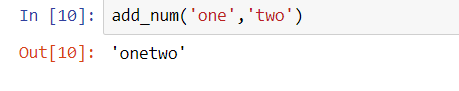 In [10]: add_num('one','two')
Out[10]: 'onetwo'